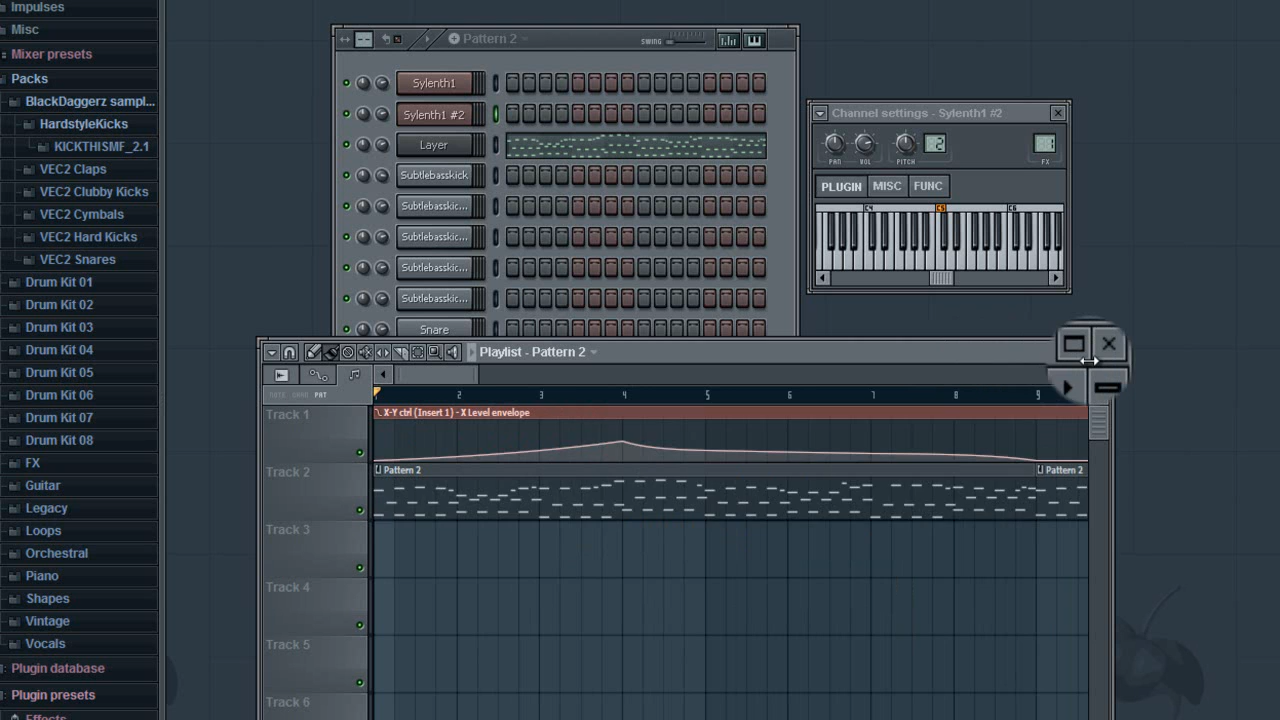 Impulses
Misc
Mixer presets
Packs
BlackDaggerz sampl...
HardstyleKicks
KICKTHISMF_2.1
VEC2 Claps
VEC2 Clubby Kicks
VEC2 Cymbals
VEC2 Hard Kicks
VEC2 Snares
Drum Kit 01
Drum Kit 02
Drum Kit 03
Drum Kit 04
Drum Kit 05
Drum Kit 06
Drum Kit 07
Drum Kit 08
FX
Guitar
Legacy
Loops
Orchestral
Piano
Shapes
Vintage
Vocals
Plugin database
Plugin presets
Effects
Pattern 2
SWING
Sylenth1
Sylenth1 #2
Layer
Subtlebasskick
Subtlebasskic...
Subtlebasskic...
Subtlebasskic...
Subtlebasskic...
Snare
Channel settings - Sylenth1 #2
PAN VOL PITCH 2 FX
PLUGIN MISC FUNC
C4 C5 C6
Playlist - Pattern 2
NOTE CHAN PAT
2 3 4 5 6 7 8 9
Track 1
X-Y ctrl (Insert 1) - X Level envelope
Track 2
Pattern 2 Pattern 2
Track 3
Track 4
Track 5
Track 6